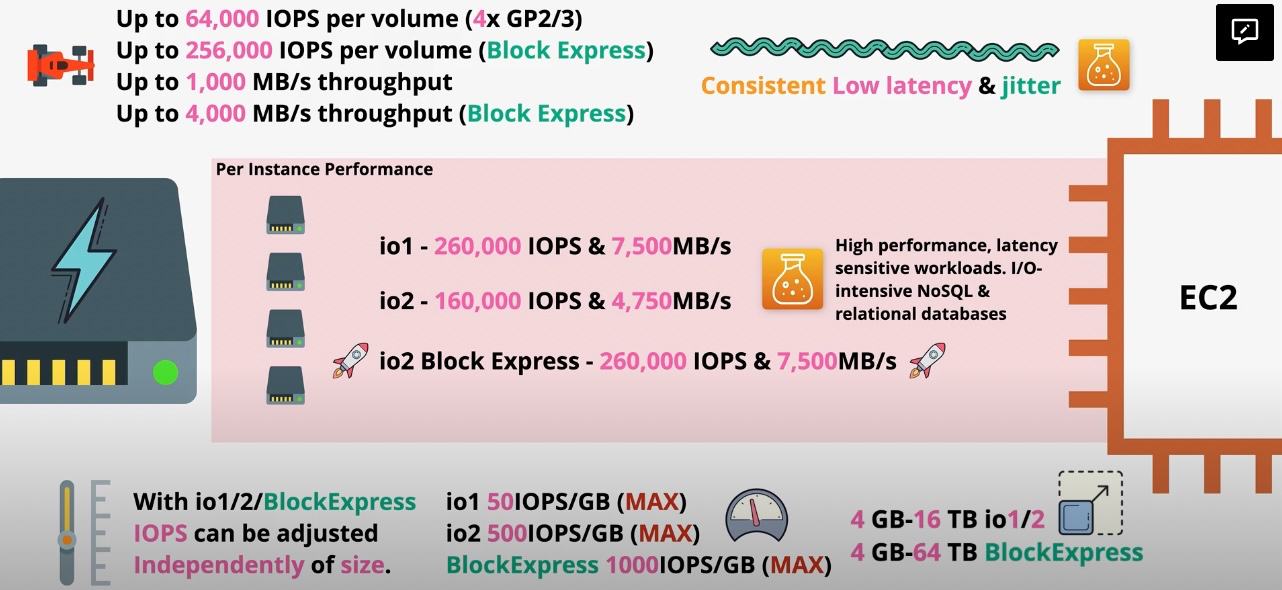 Up to 64,000 IOPS per volume (4x GP2/3)
Up to 256,000 IOPS per volume (Block Express)
Up to 1,000 MB/s throughput
Up to 4,000 MB/s throughput (Block Express)
Consistent Low latency & jitter
Per Instance Performance
io1 - 260,000 IOPS & 7,500MB/s
io2 - 160,000 IOPS & 4,750MB/s
io2 Block Express - 260,000 IOPS & 7,500MB/s
High performance, latency
sensitive workloads. I/O-
intensive NoSQL &
relational databases
EC2
With io1/2/BlockExpress
IOPS can be adjusted
Independently of size.
io1 50IOPS/GB (MAX)
io2 500IOPS/GB (MAX)
BlockExpress 1000IOPS/GB (MAX)
4 GB-16 TB io1/2
4 GB-64 TB BlockExpress